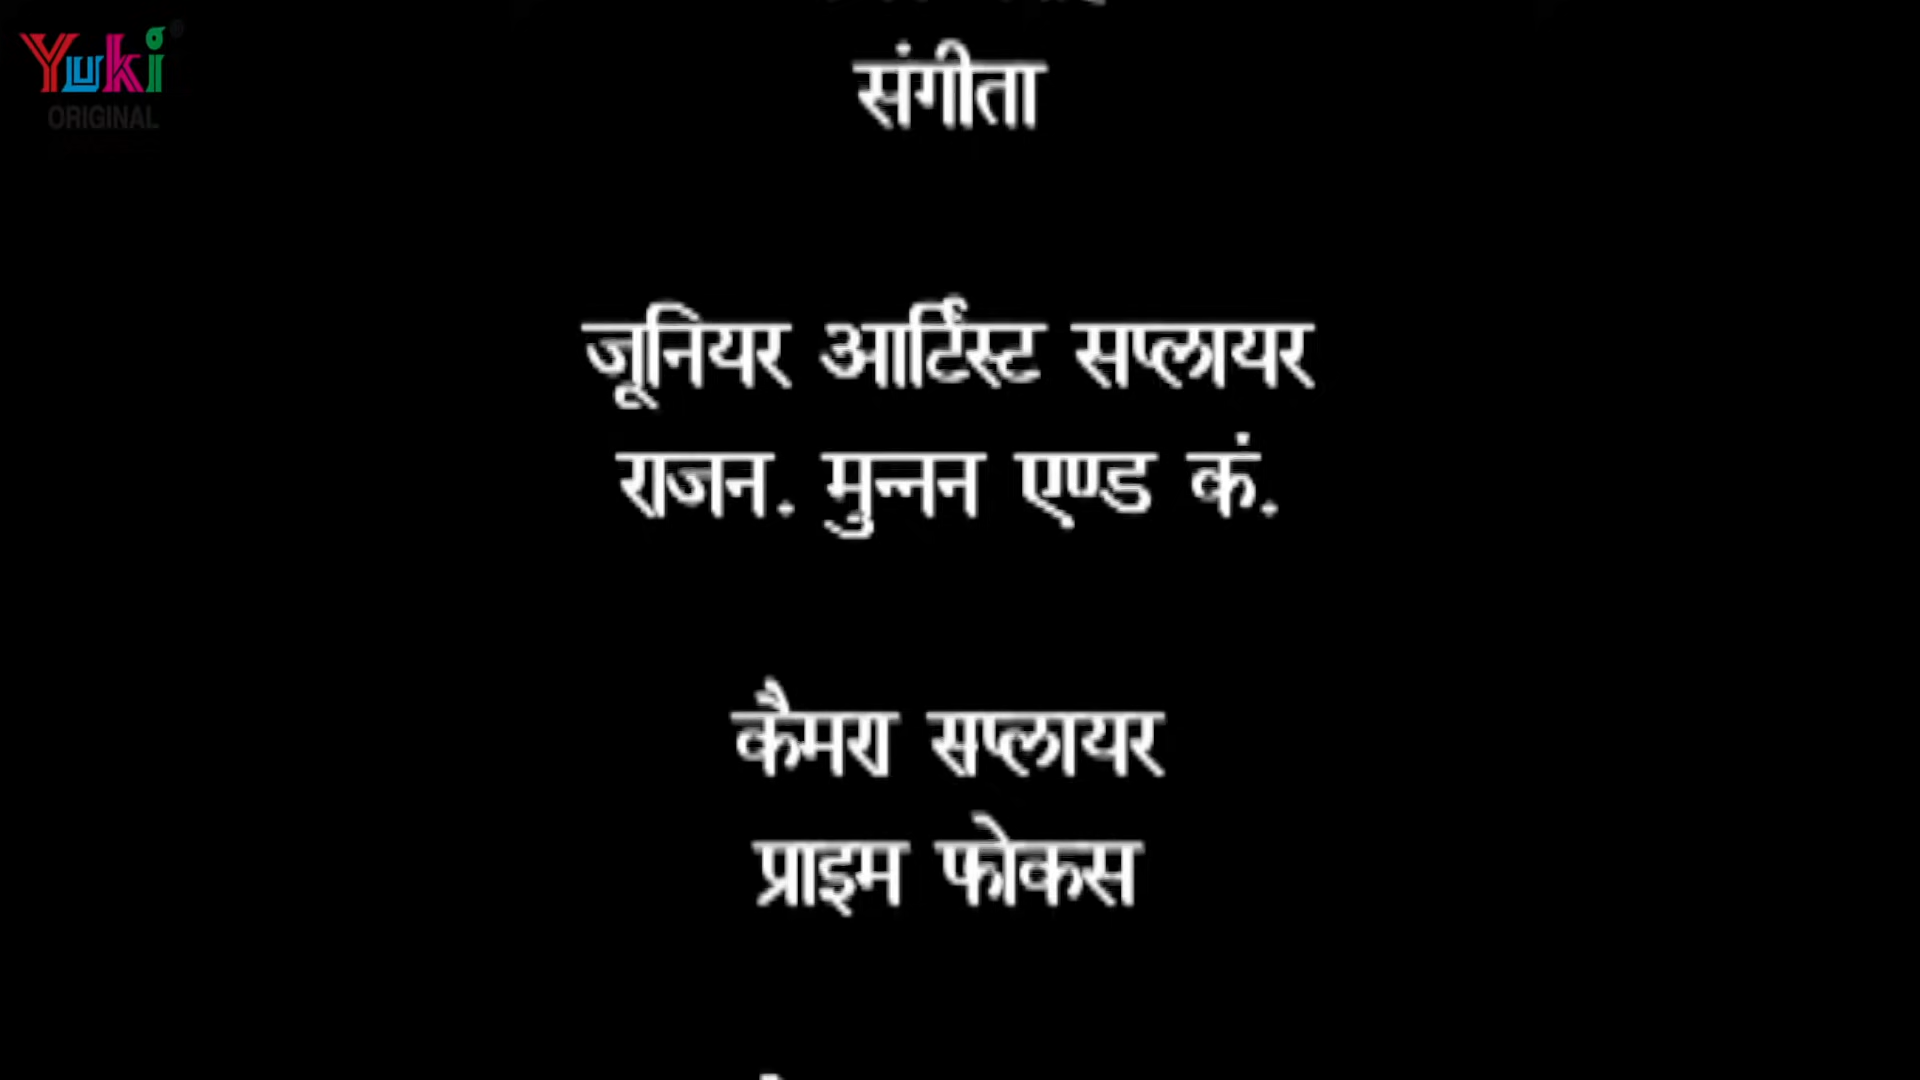 Yuki
ORIGINAL
संगीता
जूनियर आर्टिस्ट सप्लायर
राजन. मुन्नन एण्ड कं.
कैमरा सप्लायर
प्राइम फोकस